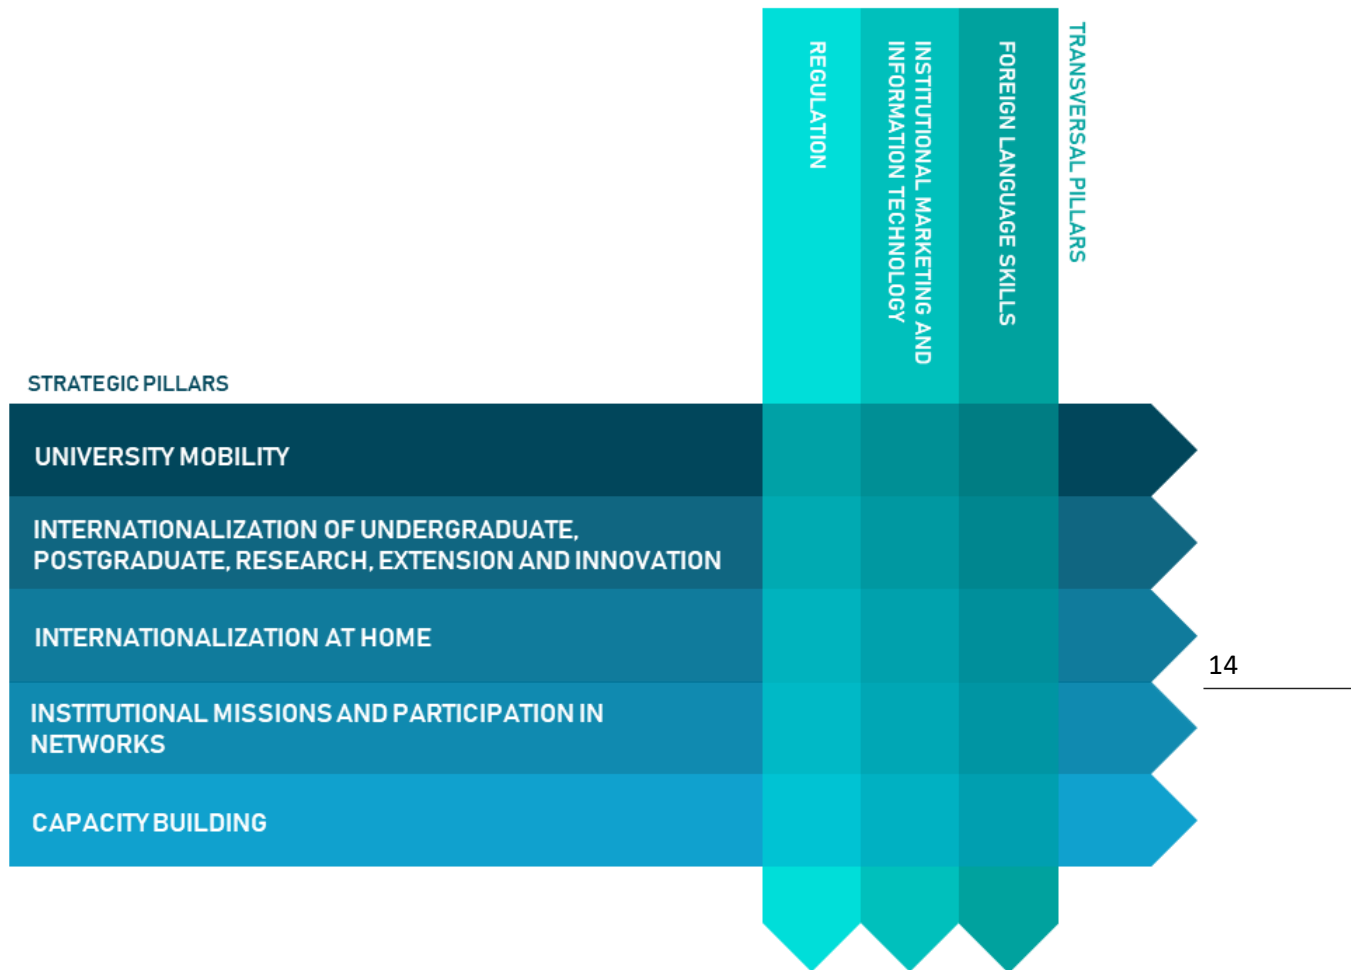 TRANSVERSAL PILLARS
FOREIGN LANGUAGE SKILLS
INSTITUTIONAL MARKETING AND
INFORMATION TECHNOLOGY
REGULATION
STRATEGIC PILLARS
UNIVERSITY MOBILITY
INTERNATIONALIZATION OF UNDERGRADUATE,
POSTGRADUATE, RESEARCH, EXTENSION AND INNOVATION
INTERNATIONALIZATION AT HOME
14
INSTITUTIONAL MISSIONS AND PARTICIPATION IN
NETWORKS
CAPACITY BUILDING